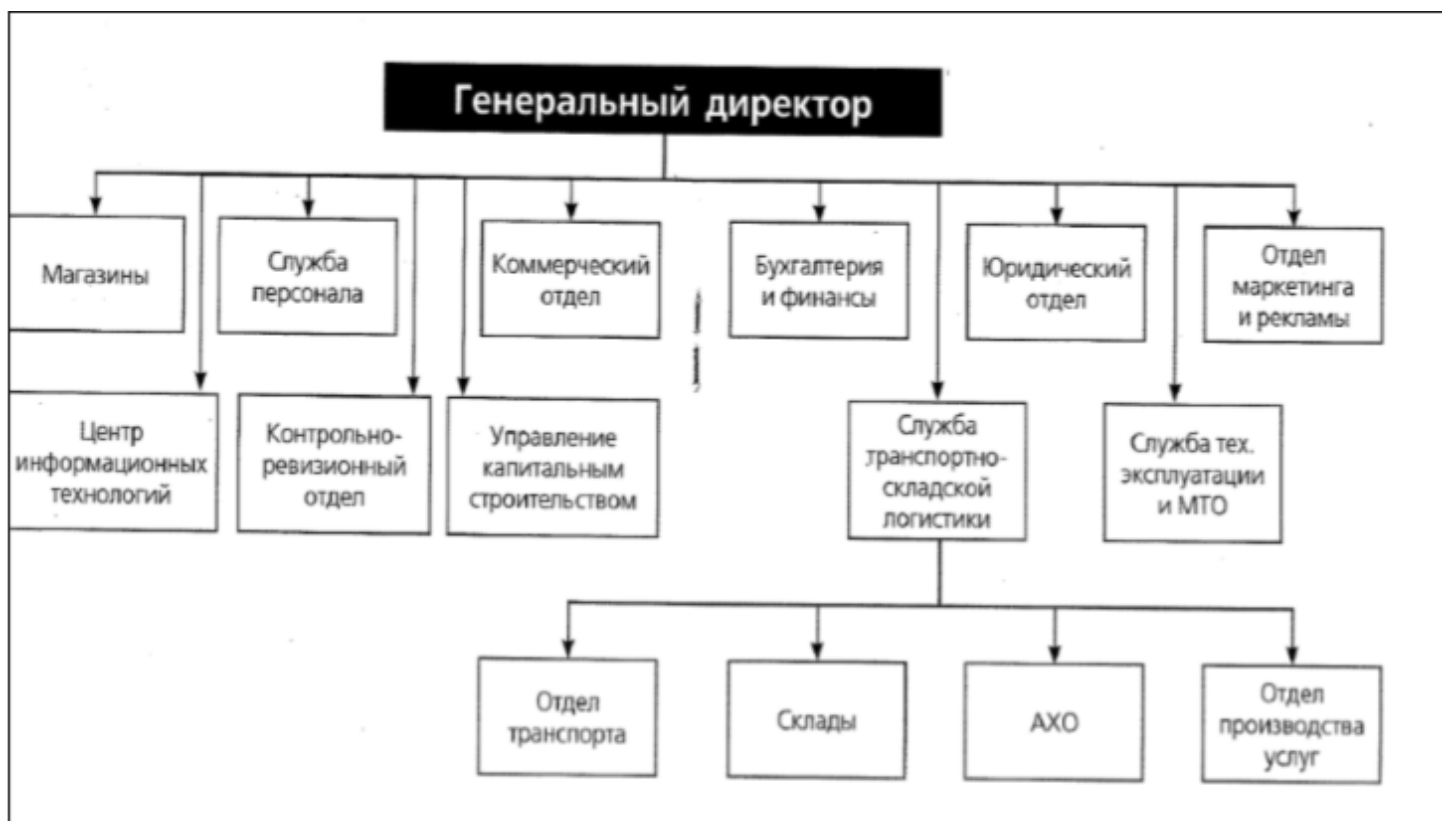 Генеральный директор
Магазины
Служба
персонала
Коммерческий
отдел
Бухгалтерия
и финансы
Юридический
отдел
Отдел
маркетинга
и рекламы
Центр
информационных
технологий
Контрольно-
ревизионный
отдел
Управление
капитальным
строительством
Служба
транспортно-
складской
логистики
Служба тех.
эксплуатации
и МТО
Отдел
транспорта
Склады
АХО
Отдел
производства
услуг